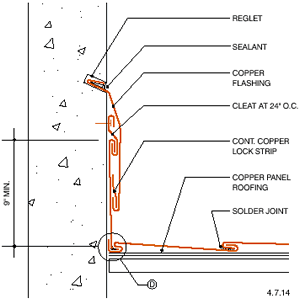 REGLET
SEALANT
COPPER
FLASHING
CLEAT AT 24" O.C.
CONT. COPPER
LOCK STRIP
COPPER PANEL
ROOFING
SOLDER JOINT
9" MIN.
D
4.7.14